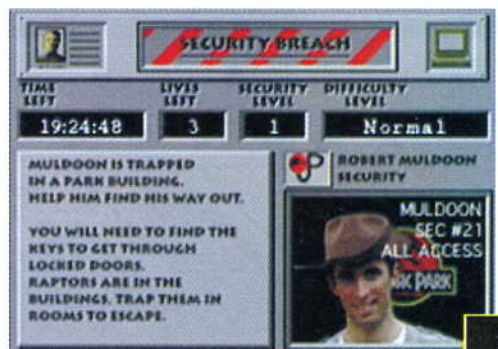 SECURITY BREACH
TIME LEFT
LIVES LEFT
SECURITY LEVEL
DIFFICULTY LEVEL
19:24:48
3
1
Normal
MULDOON IS TRAPPED
IN A PARK BUILDING.
HELP HIM FIND HIS WAY OUT.
YOU WILL NEED TO FIND THE
KEYS TO GET THROUGH
LOCKED DOORS.
RAPTORS ARE IN THE
BUILDINGS. TRAP THEM IN
ROOMS TO ESCAPE.
ROBERT MULDOON
SECURITY
MULDOON
SEC #21
ALL ACCESS
PARK